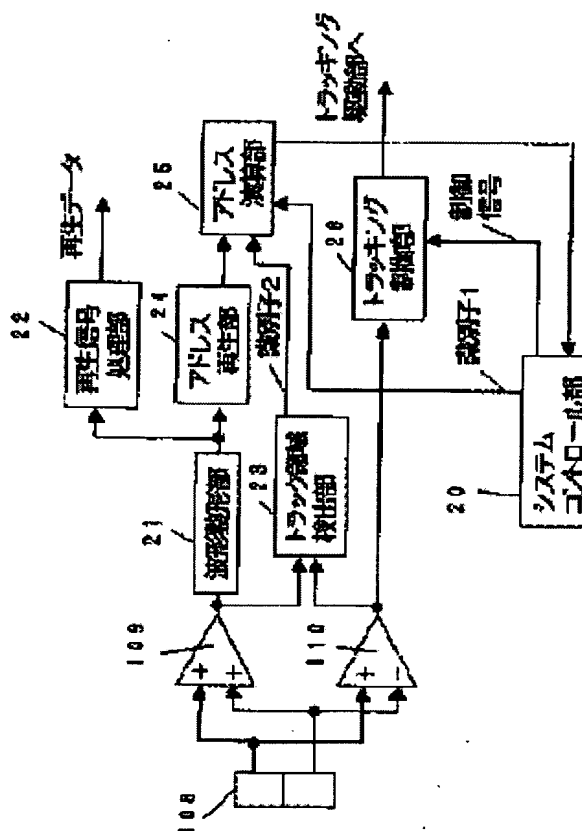 108
109
＋
＋
110
＋
−
21
波形整形部
22
再生信号
処理部
再生データ
23
トラック領域
検出部
24
アドレス
再生部
識別子2
25
アドレス
演算部
トラッキング
駆動部へ
26
トラッキング
制御部
制御
信号
識別子1
20
システム
コントロール部